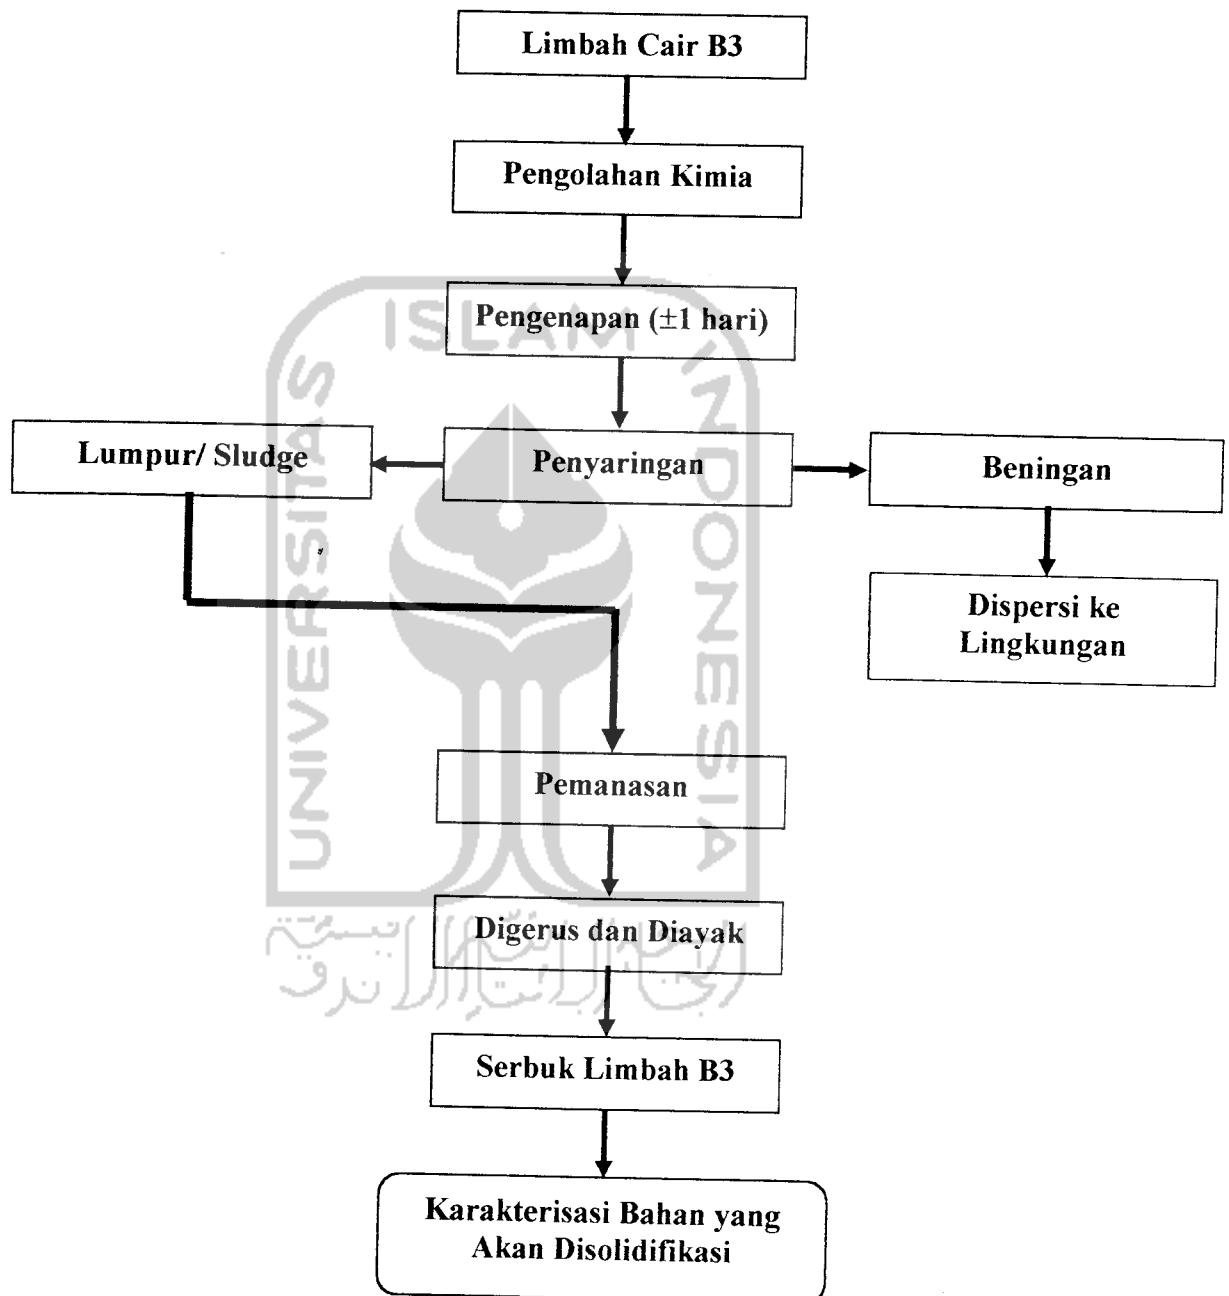 Limbah Cair B3
Pengolahan Kimia
Pengenapan (±1 hari)
Lumpur/ Sludge
Penyaringan
Beningan
Dispersi ke
Lingkungan
Pemanasan
Digerus dan Diayak
Serbuk Limbah B3
Karakterisasi Bahan yang
Akan Disolidifikasi
UNIVERSITAS
ISLAM
INDONESIA